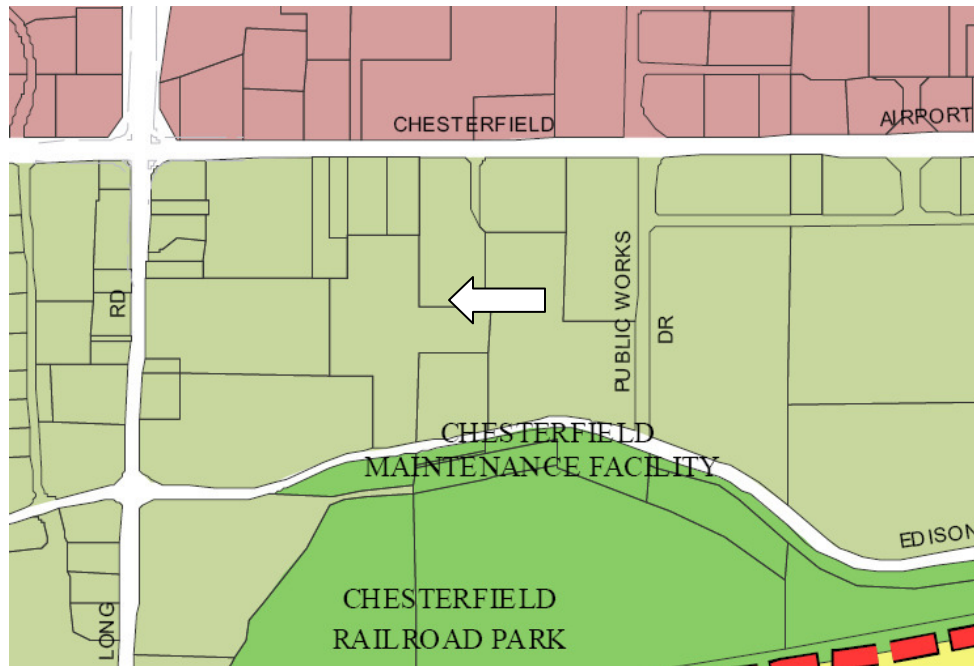 CHESTERFIELD
AIRPORT
RD
PUBLIC WORKS
DR
CHESTERFIELD
MAINTENANCE FACILITY
EDISON
CHESTERFIELD
RAILROAD PARK
LONG